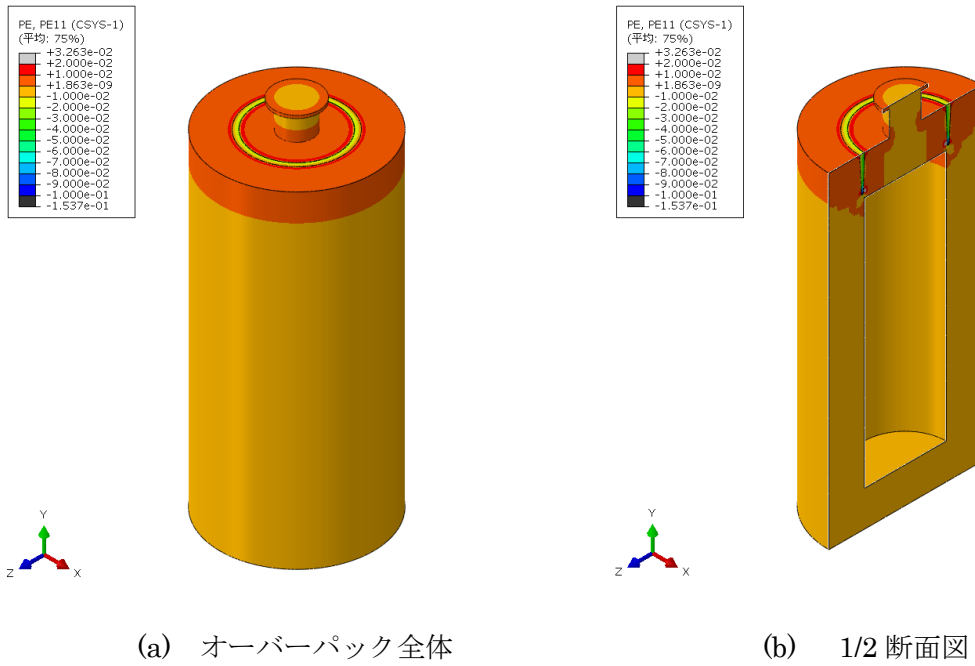 PE, PE11 (CSYS-1)
(平均: 75%)
+3.263e-02
+2.000e-02
+1.000e-02
+1.863e-09
-1.000e-02
-2.000e-02
-3.000e-02
-4.000e-02
-5.000e-02
-6.000e-02
-7.000e-02
-8.000e-02
-9.000e-02
-1.000e-01
-1.537e-01
Y
Z
X
(a) オーバーパック全体
PE, PE11 (CSYS-1)
(平均: 75%)
+3.263e-02
+2.000e-02
+1.000e-02
+1.863e-09
-1.000e-02
-2.000e-02
-3.000e-02
-4.000e-02
-5.000e-02
-6.000e-02
-7.000e-02
-8.000e-02
-9.000e-02
-1.000e-01
-1.537e-01
Y
Z
X
(b) 1/2 断面図